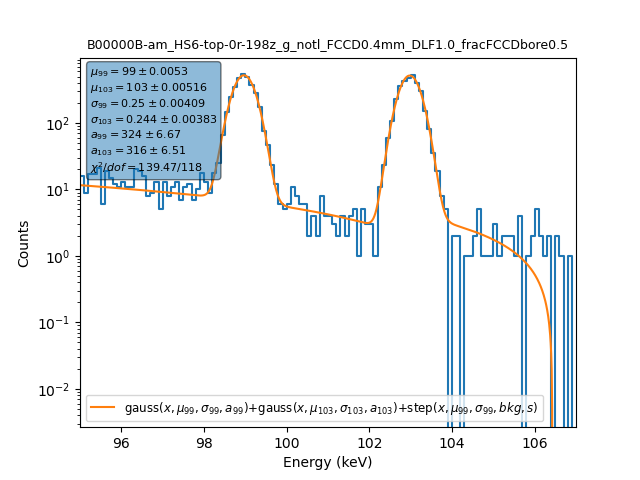 B00000B-am_HS6-top-0r-198z_g_notl_FCCD0.4mm_DLF1.0_fracFCCDbore0.5
μ₉₉ = 99 ± 0.0053
μ₁₀₃ = 103 ± 0.00516
σ₉₉ = 0.25 ± 0.00409
σ₁₀₃ = 0.244 ± 0.00383
a₉₉ = 324 ± 6.67
a₁₀₃ = 316 ± 6.51
χ²/dof = 139.47/118
Counts
10²
10¹
10⁰
10⁻¹
10⁻²
gauss(x, μ₉₉, σ₉₉, a₉₉)+gauss(x, μ₁₀₃, σ₁₀₃, a₁₀₃)+step(x, μ₉₉, σ₉₉, bkg, s)
96 98 100 102 104 106
Energy (keV)